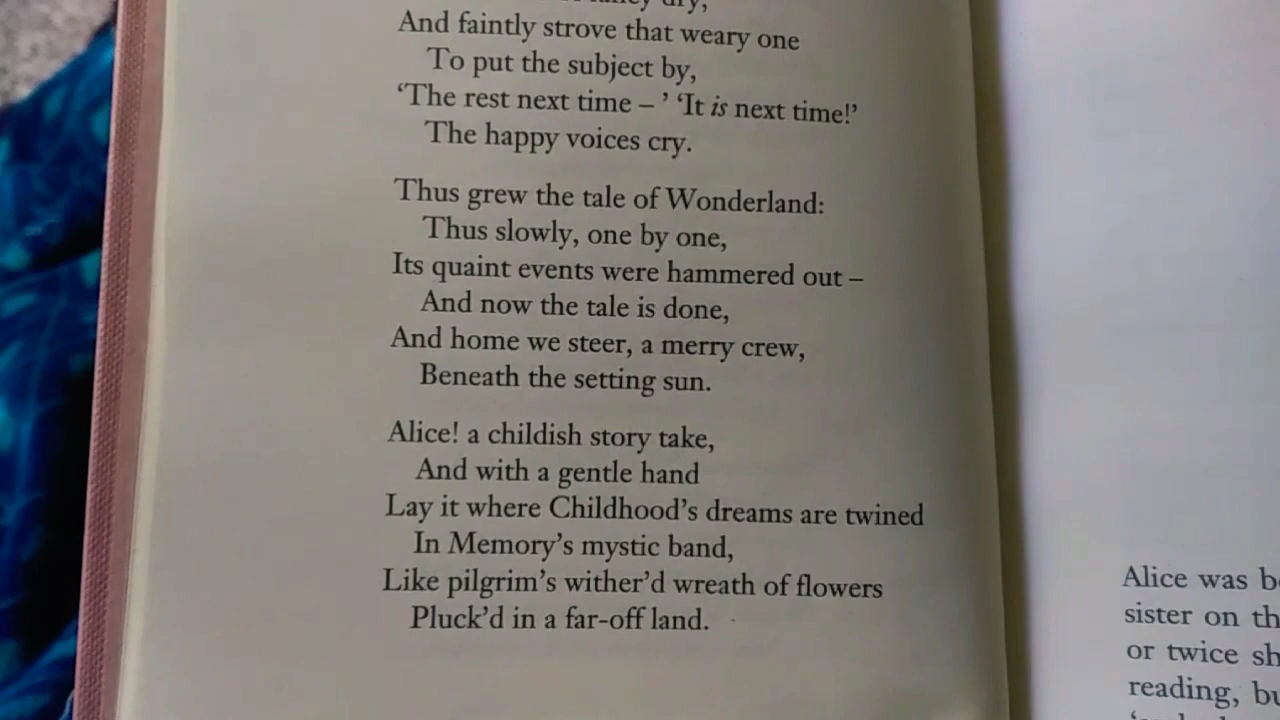 And faintly strove that weary one
To put the subject by,
‘The rest next time – ’ ‘It is next time!’
The happy voices cry.
Thus grew the tale of Wonderland:
Thus slowly, one by one,
Its quaint events were hammered out –
And now the tale is done,
And home we steer, a merry crew,
Beneath the setting sun.
Alice! a childish story take,
And with a gentle hand
Lay it where Childhood’s dreams are twined
In Memory’s mystic band,
Like pilgrim’s wither’d wreath of flowers
Pluck’d in a far-off land.
Alice was
sister on
or twice
reading,